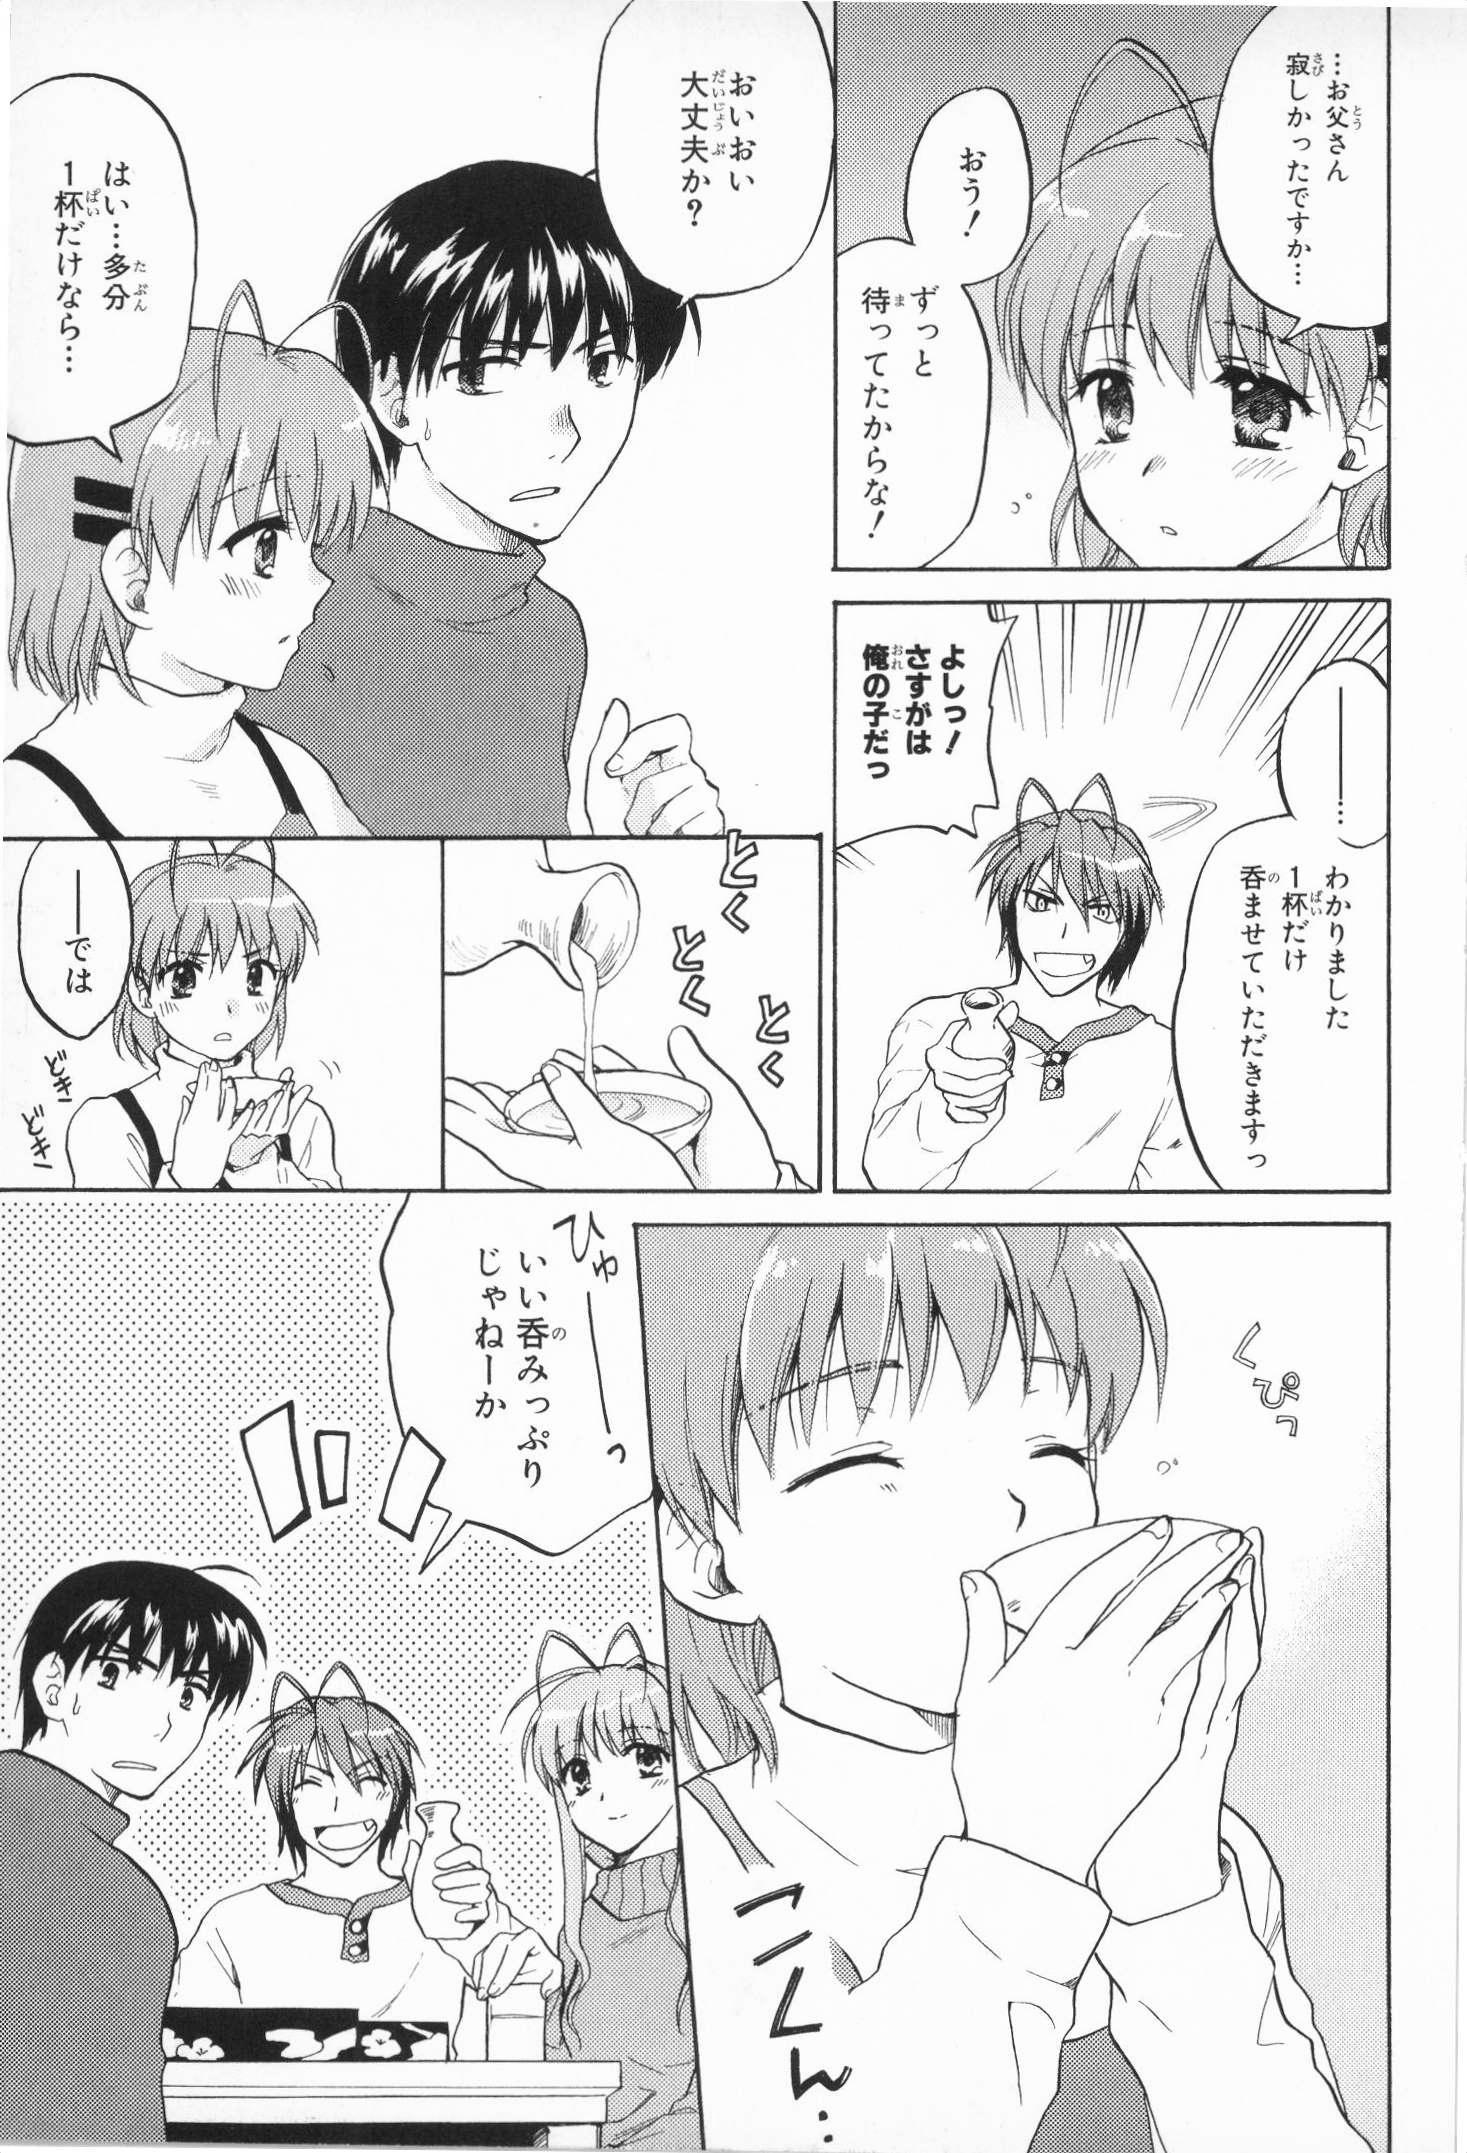 …お父さん
寂しかったですか…
おう！
ずっと
待ってたからな！
―――…
わかりました
1杯だけ
呑ませていただきますっ
よしっ！
さすがは
俺の子だっ
おいおい
大丈夫か？
はい…多分
1杯だけなら…
とく
とく
とく
――では
どきー
どきー
くぴっ
こくん…
ひゅ――っ
いい呑みっぷり
じゃねーか